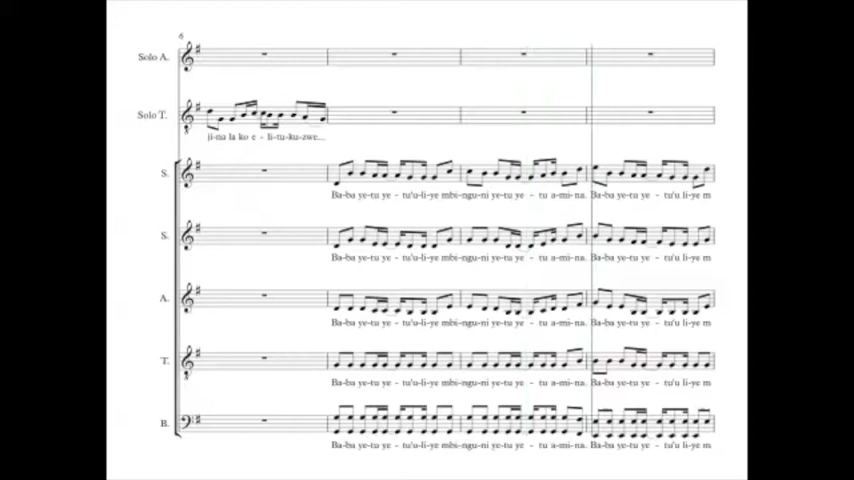 6
Solo A.
Solo T.
ji-na la ko e - li-tu-ku-zwe...
S.
Ba-ba ye-tu ye - tu'u-li-ye mbi-ngu-ni ye-tu ye - tu a-mi-na. Ba-ba ye-tu ye - tu'u li-ye m
S.
Ba-ba ye-tu ye - tu'u-li-ye mbi-ngu-ni ye-tu ye - tu a-mi-na. Ba-ba ye-tu ye - tu'u li-ye m
A.
Ba-ba ye-tu ye - tu'u-li-ye mbi-ngu-ni ye-tu ye - tu a-mi-na. Ba-ba ye-tu ye - tu'u li-ye m
T.
Ba-ba ye-tu ye - tu'u-li-ye mbi-ngu-ni ye-tu ye - tu a-mi-na. Ba-ba ye-tu ye - tu'u li-ye m
B.
Ba-ba ye-tu ye - tu'u-li-ye mbi-ngu-ni ye-tu ye - tu a-mi-na. Ba-ba ye-tu ye - tu'u li-ye m